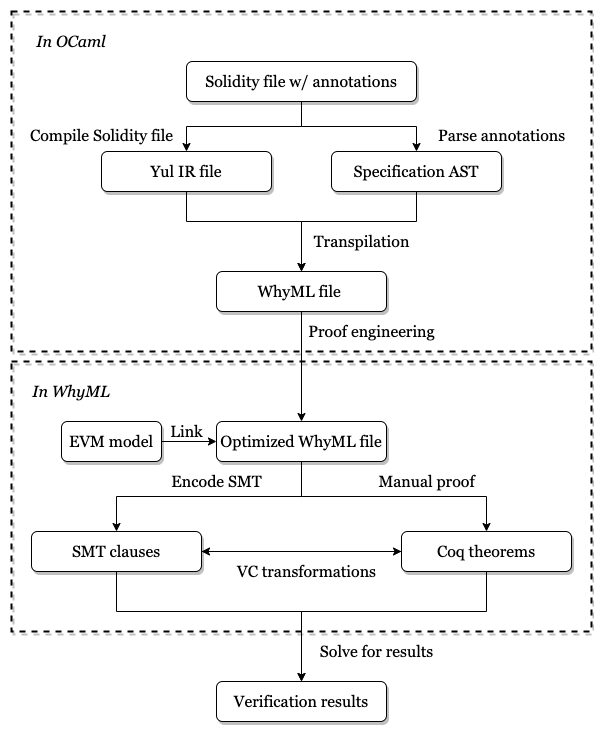 In OCaml
Solidity file w/ annotations
Compile Solidity file
Parse annotations
Yul IR file
Specification AST
Transpilation
WhyML file
Proof engineering
In WhyML
EVM model
Link
Optimized WhyML file
Encode SMT
Manual proof
SMT clauses
Coq theorems
VC transformations
Solve for results
Verification results